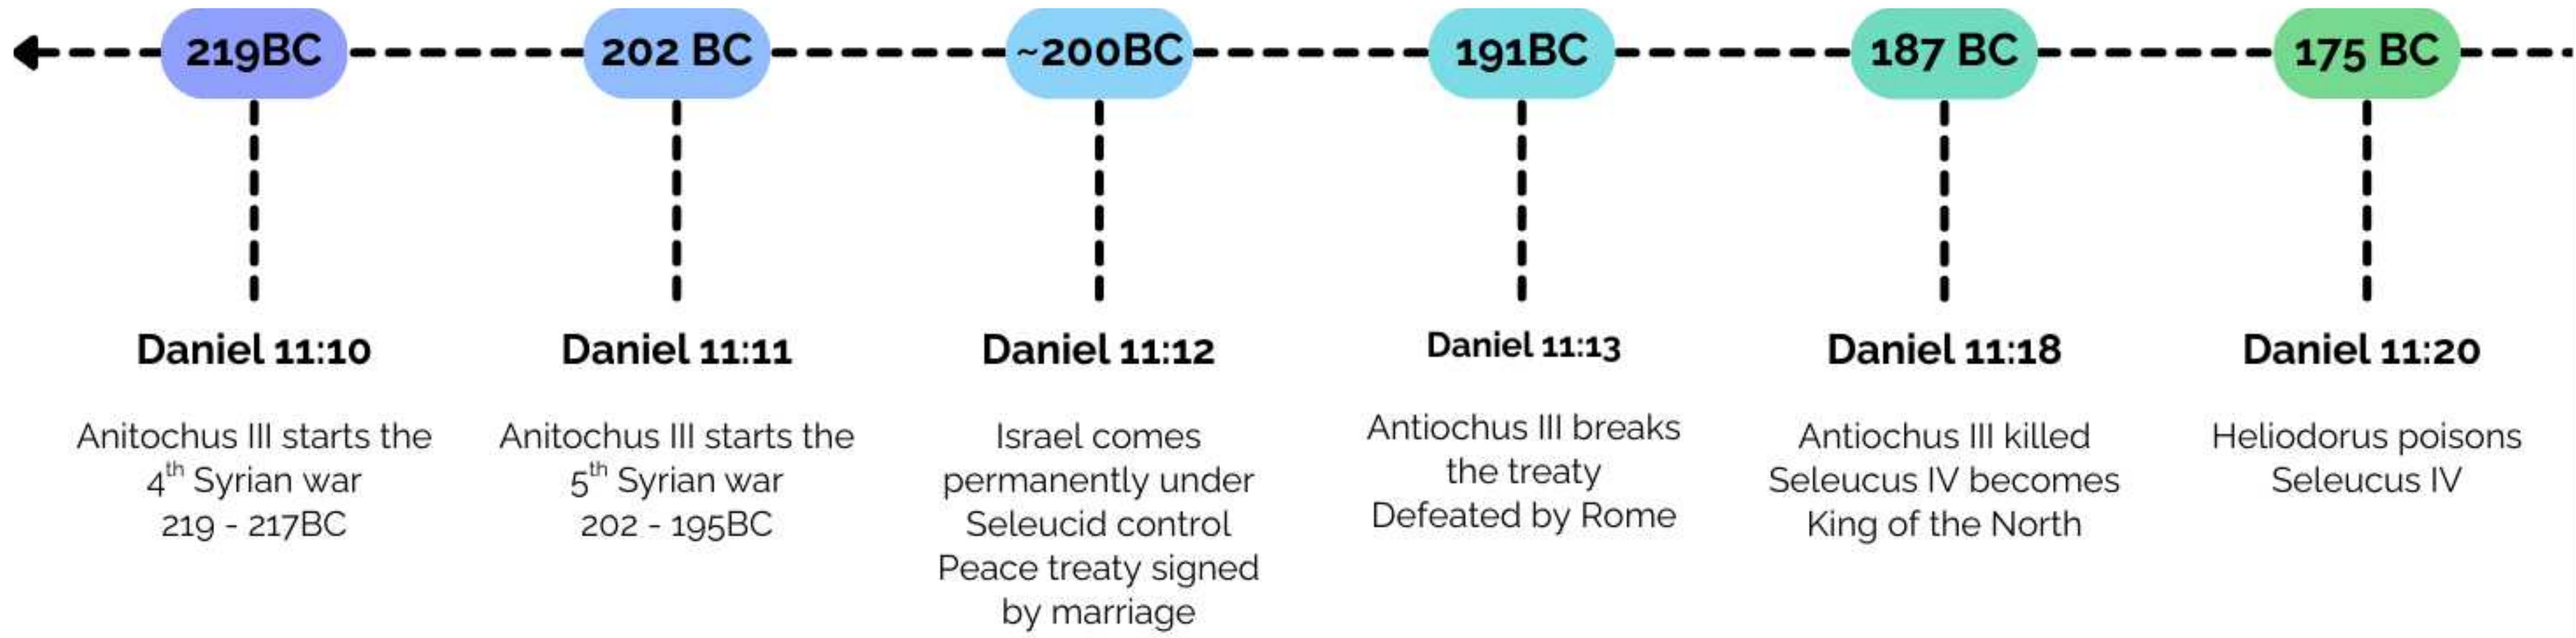 219BC
202 BC
~200BC
191BC
187 BC
175 BC
Daniel 11:10
Anitochus III starts the
4th Syrian war
219 - 217BC
Daniel 11:11
Anitochus III starts the
5th Syrian war
202 - 195BC
Daniel 11:12
Israel comes
permanently under
Seleucid control
Peace treaty signed
by marriage
Daniel 11:13
Antiochus III breaks
the treaty
Defeated by Rome
Daniel 11:18
Antiochus III killed
Seleucus IV becomes
King of the North
Daniel 11:20
Heliodorus poisons
Seleucus IV